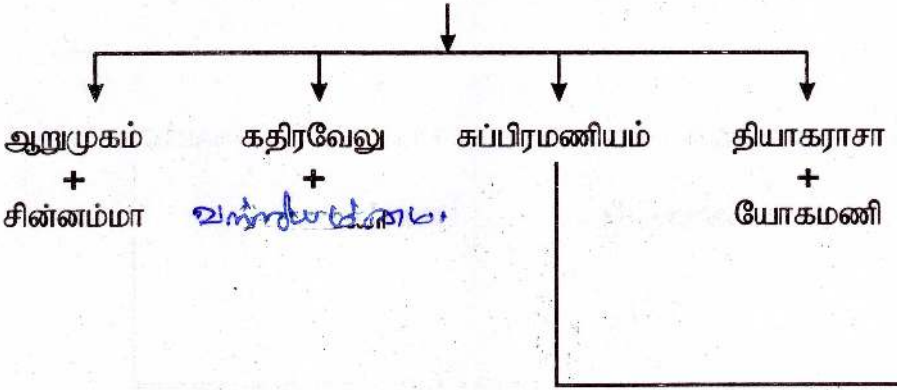 ஆறுமுகம் கதிரவேலு சுப்பிரமணியம் தியாகராசா
+ + +
சின்னம்மா யோகமணி